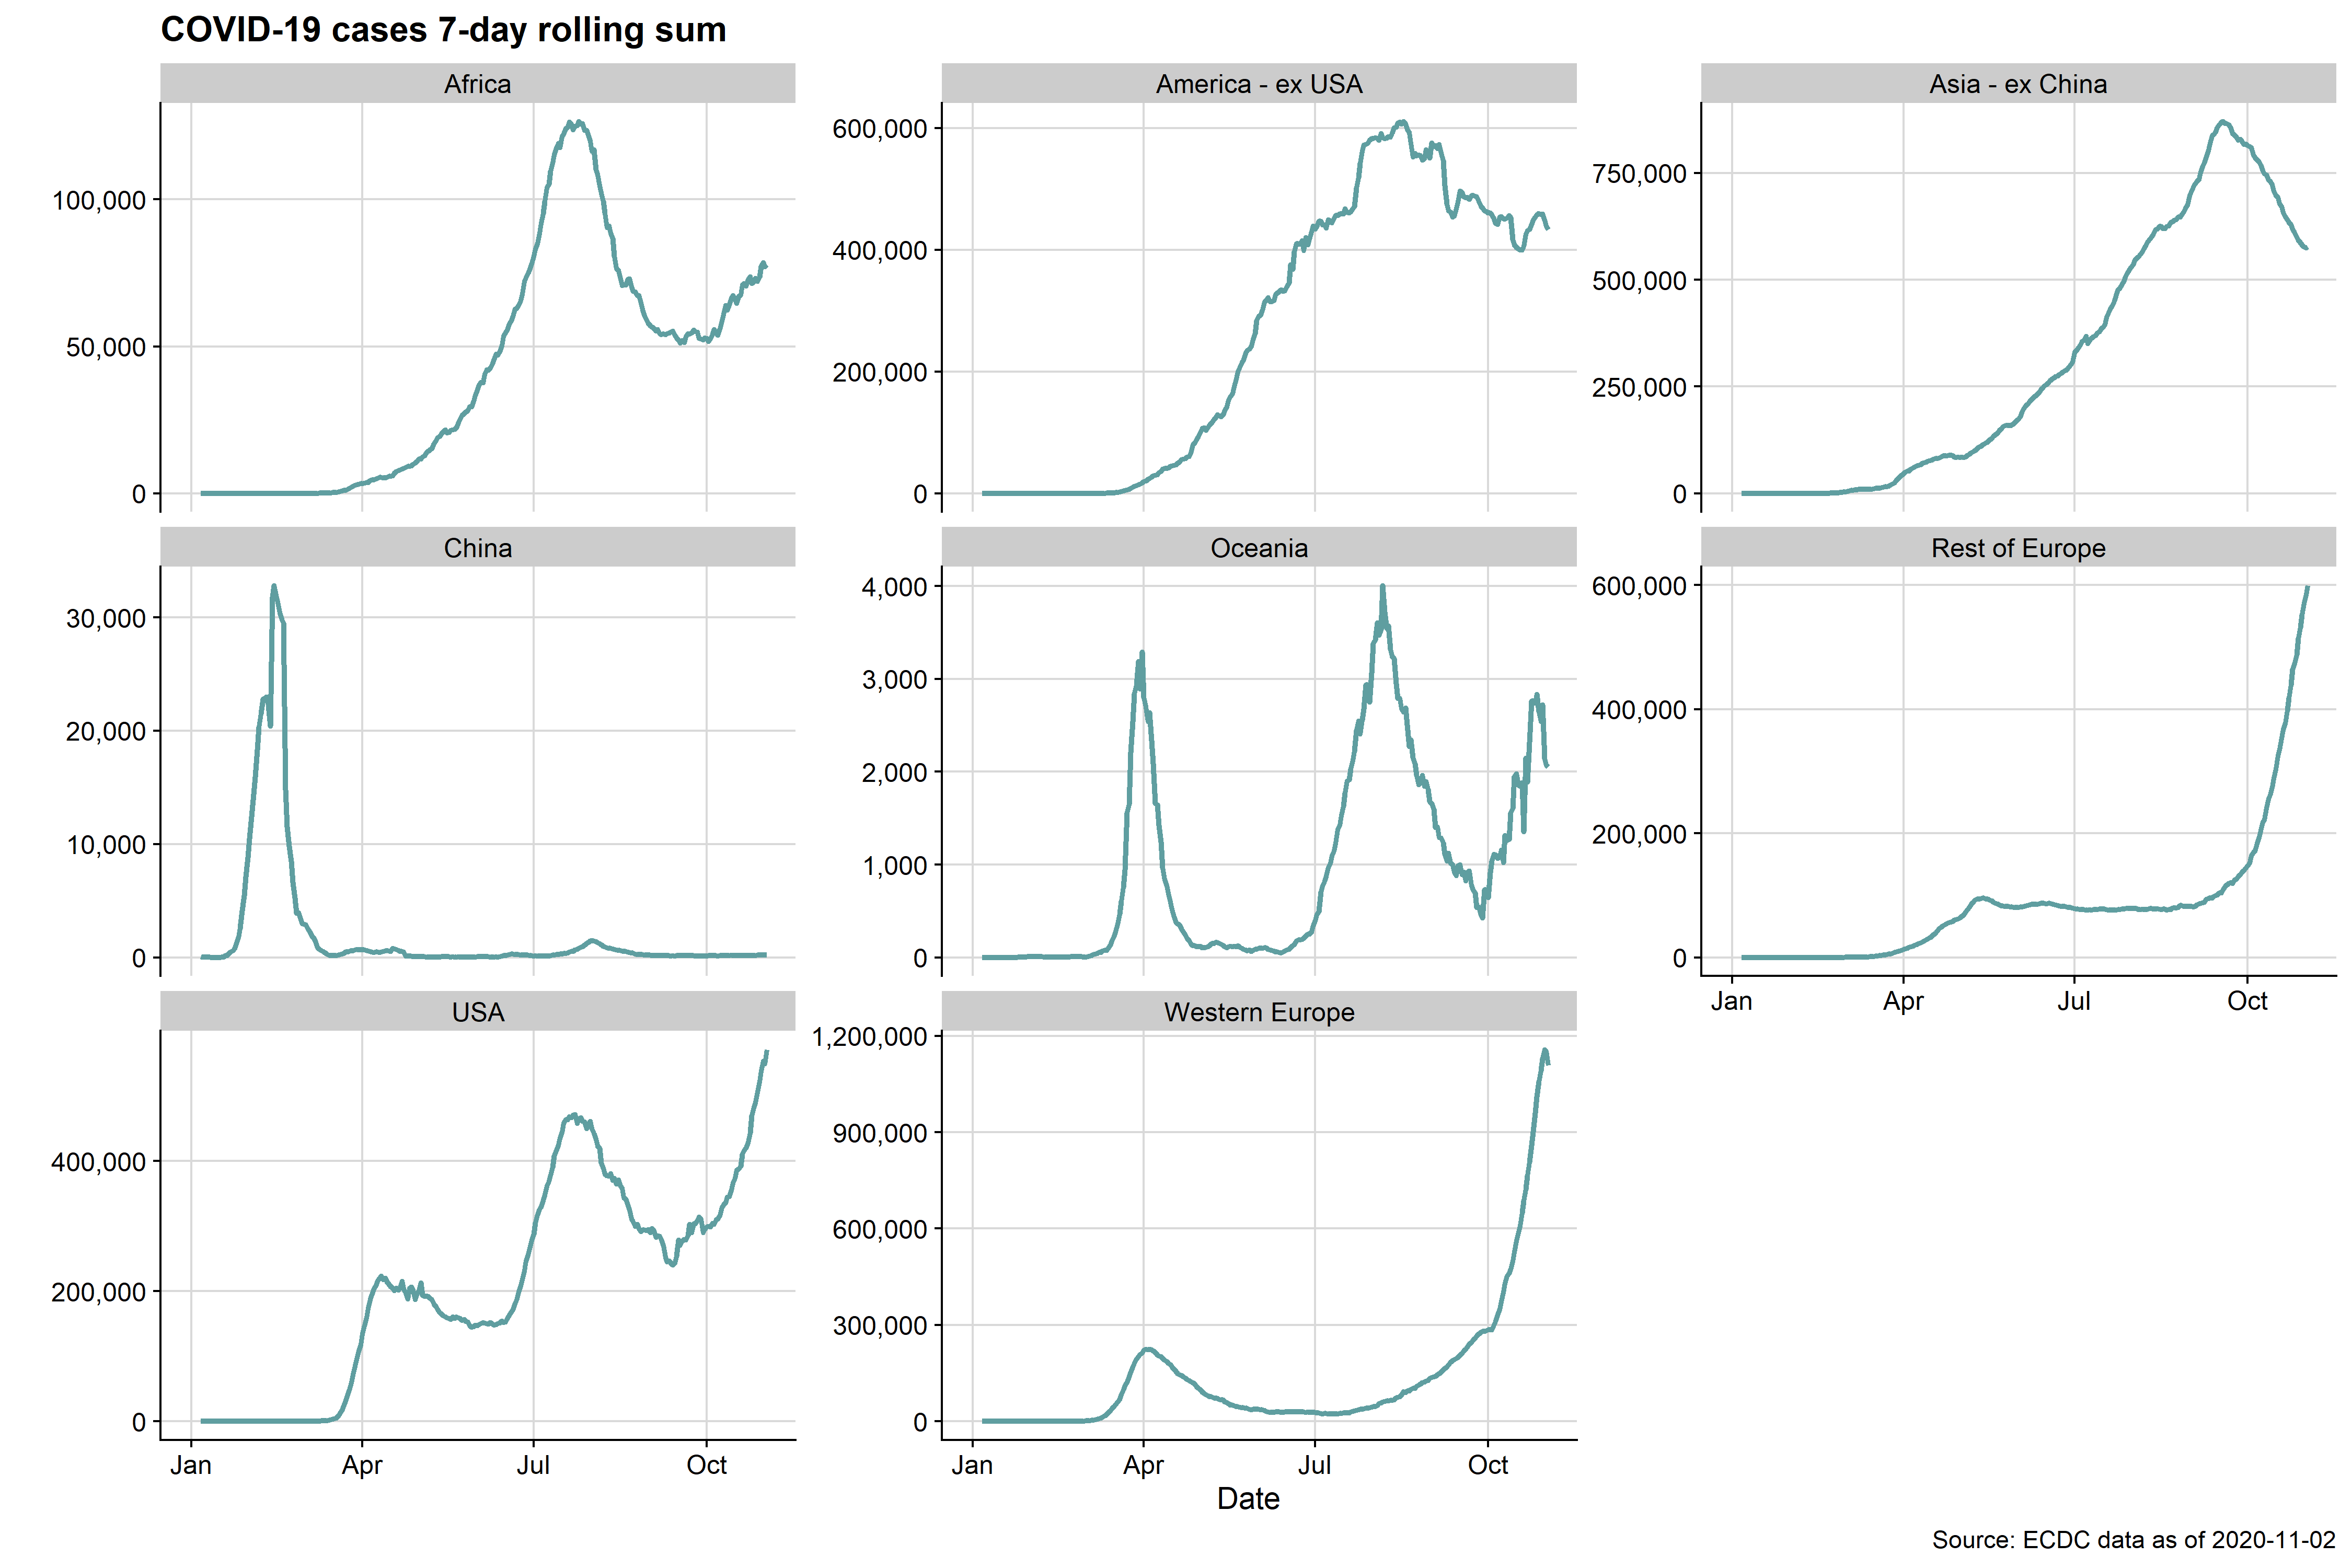 COVID-19 cases 7-day rolling sum
Africa
America - ex USA
Asia - ex China
100,000
50,000
0
600,000
400,000
200,000
0
750,000
500,000
250,000
0
China
Oceania
Rest of Europe
30,000
20,000
10,000
0
4,000
3,000
2,000
1,000
0
600,000
400,000
200,000
0
Jan Apr Jul Oct
USA
Western Europe
400,000
200,000
0
1,200,000
900,000
600,000
300,000
0
Jan Apr Jul Oct
Jan Apr Jul Oct
Date
Source: ECDC data as of 2020-11-02